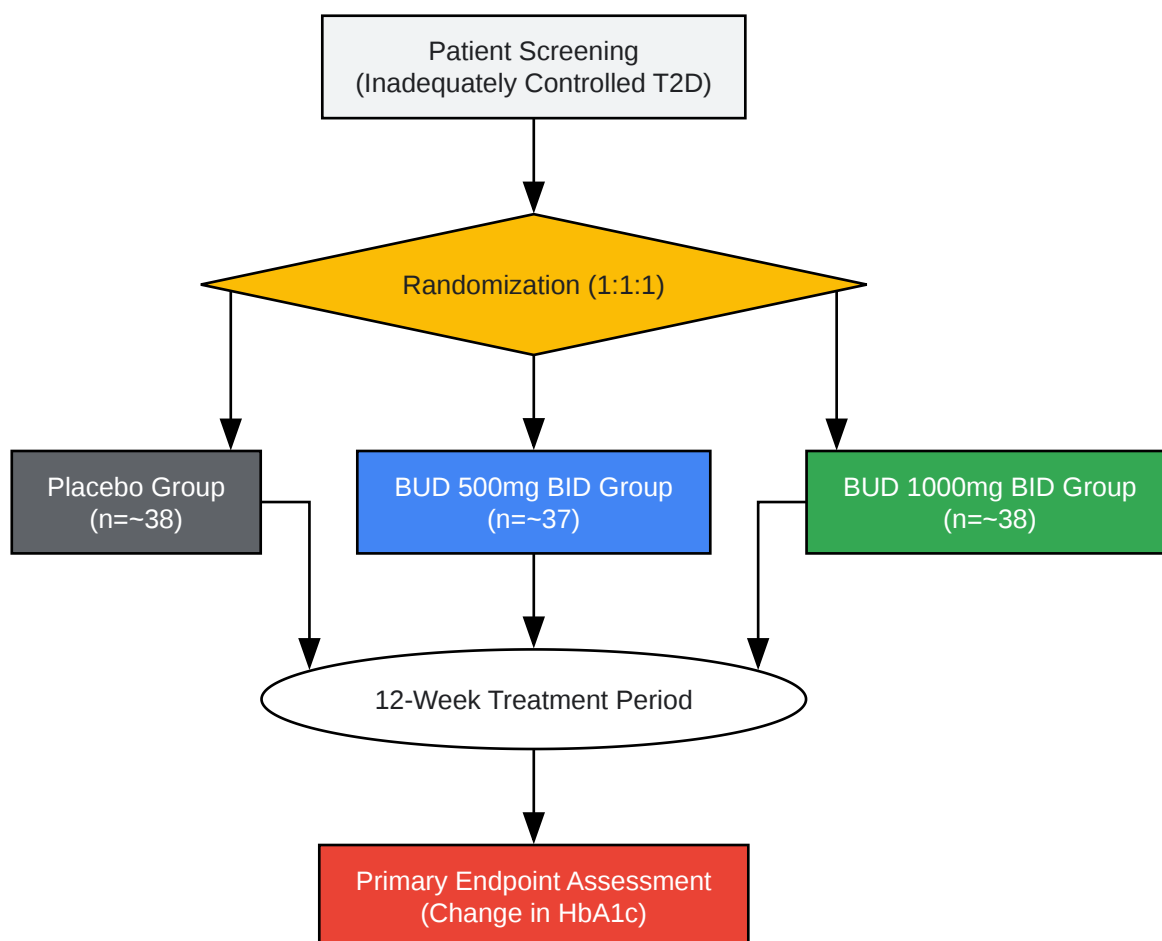 Patient Screening
(Inadequately Controlled T2D)
Randomization (1:1:1)
Placebo Group
(n=~38)
BUD 500mg BID Group
(n=~37)
BUD 1000mg BID Group
(n=~38)
12-Week Treatment Period
Primary Endpoint Assessment
(Change in HbA1c)